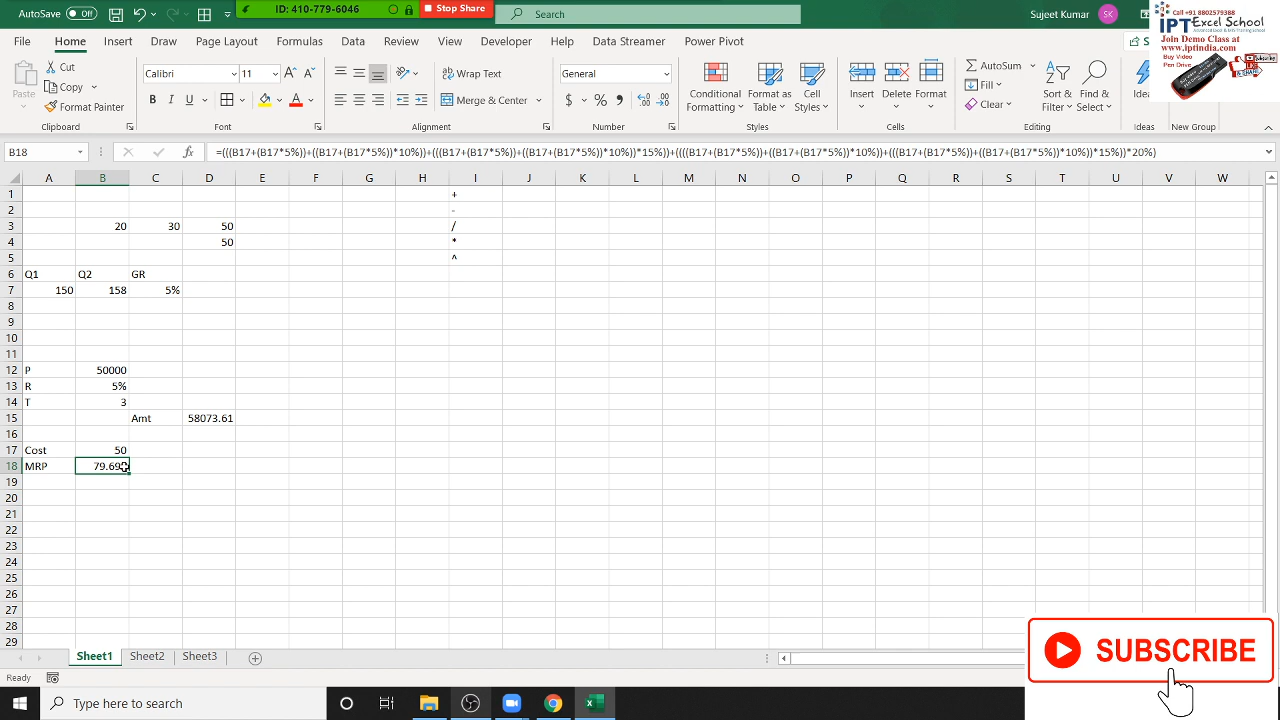 AutoSave Off
ID: 410-779-6046
Stop Share
Search
Sujeet Kumar
SK
Call +91 8802579388
IPT Excel School
Advanced Excel & MIS Training School
Join Demo Class at
www.iptindia.com
Buy Video
Pen Drive
File Home Insert Draw Page Layout Formulas Data Review View Help Data Streamer Power Pivot
Paste
Cut
Copy
Format Painter
Clipboard
Calibri 11
B I U
Font
Wrap Text
Merge & Center
Alignment
General
$ % ,
Number
Conditional Formatting
Format as Table
Cell Styles
Styles
Insert Delete Format
Cells
AutoSum
Fill
Clear
Sort & Filter
Find & Select
Editing
Ideas
Ideas
New Group
B18
fx
=(((B17+(B17*5%))+((B17+(B17*5%))*10%))+(((B17+(B17*5%))+((B17+(B17*5%))*10%))*15%))+((((B17+(B17*5%))+((B17+(B17*5%))*10%))+(((B17+(B17*5%))+((B17+(B17*5%))*10%))*15%))*20%)
A B C D E F G H I J K L M N O P Q R S T U V W
1 +
2 -
3 20 30 50 /
4 50 *
5 ^
6 Q1 Q2 GR
7 150 158 5%
8
9
10
11
12 P 50000
13 R 5%
14 T 3
15 Amt 58073.61
16
17 Cost 50
18 MRP 79.69
19
20
21
22
23
24
25
26
27
28
29
Sheet1 Sheet2 Sheet3
SUBSCRIBE
Ready
Type here to search